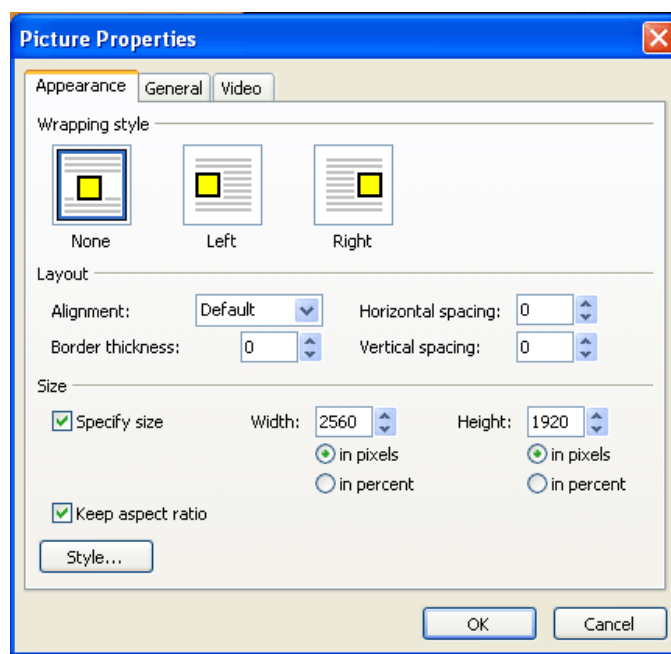 Picture Properties
Appearance General Video
Wrapping style
None Left Right
Layout
Alignment: Default Horizontal spacing: 0
Border thickness: 0 Vertical spacing: 0
Size
Specify size Width: 2560 Height: 1920
in pixels in pixels
in percent in percent
Keep aspect ratio
Style...
OK Cancel